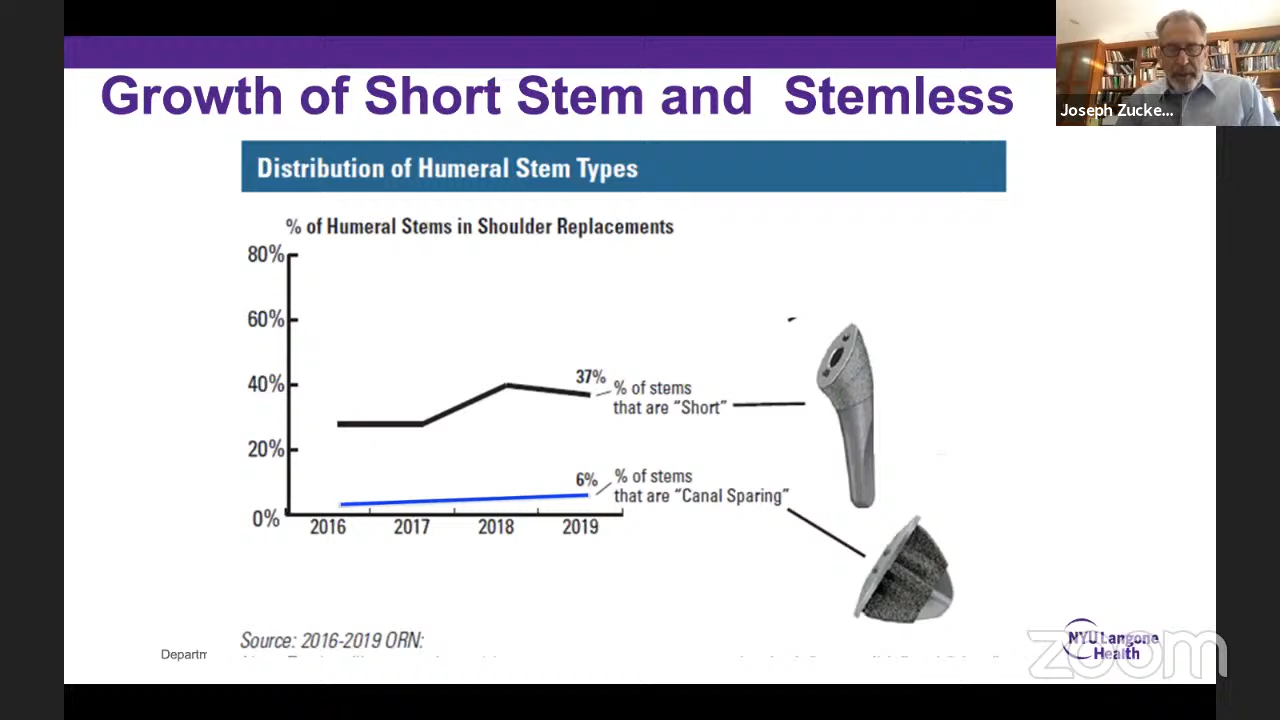 Growth of Short Stem and Stemless
Joseph Zucke...
Distribution of Humeral Stem Types
% of Humeral Stems in Shoulder Replacements
80%
60%
40%
20%
0%
37%
% of stems
that are “Short”
6%
% of stems
that are “Canal Sparing”
2016 2017 2018 2019
Source: 2016-2019 ORN:
Departm
NYU Langone
Health
zoom